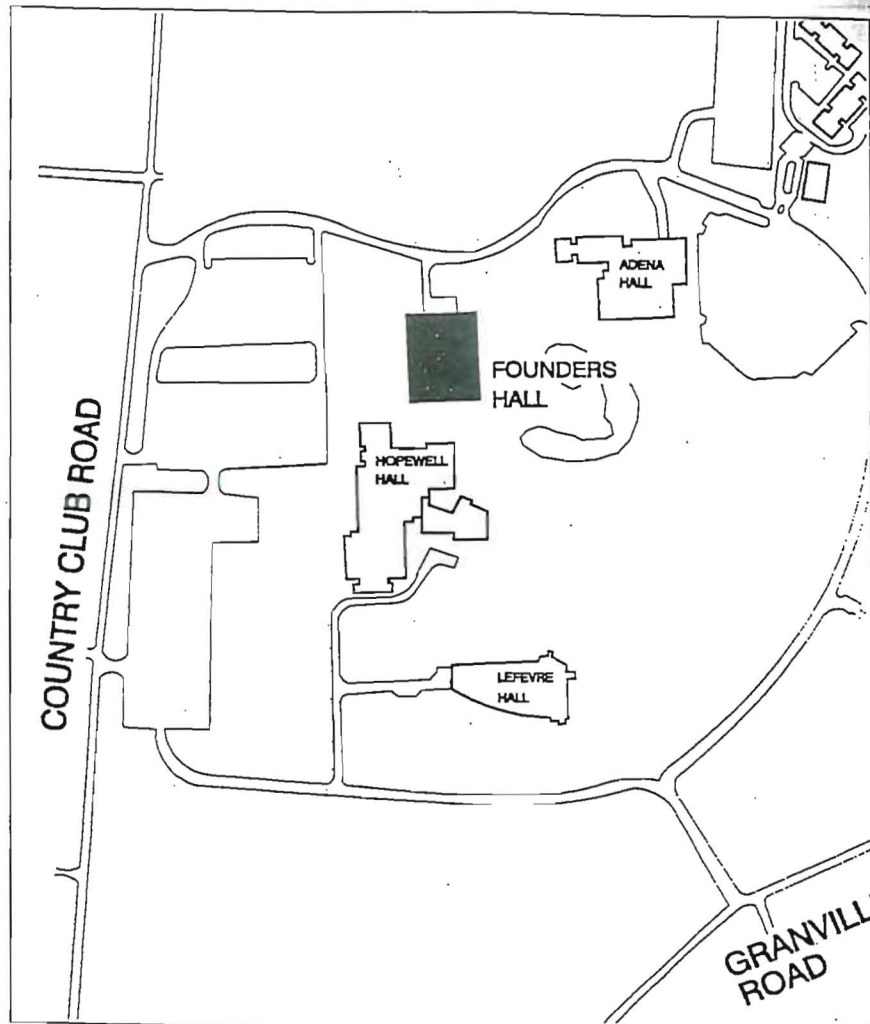 ADENA
HALL
FOUNDERS
HALL
COUNTRY CLUB ROAD
HOPEWELL
HALL
LEFEVRE
HALL
GRANVILL
ROAD